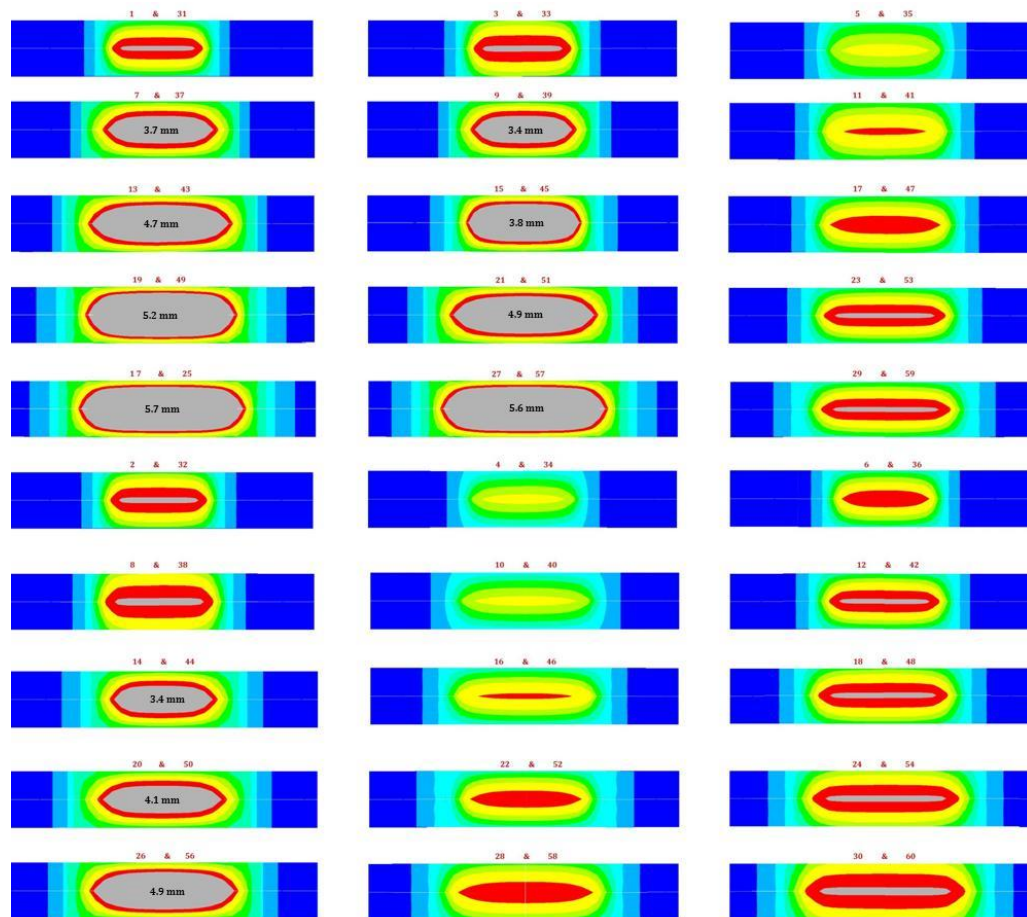 1 & 31
3 & 33
5 & 35
7 & 37
3.7 mm
9 & 39
3.4 mm
11 & 41
13 & 43
4.7 mm
15 & 45
3.8 mm
17 & 47
19 & 49
5.2 mm
21 & 51
4.9 mm
23 & 53
17 & 25
5.7 mm
27 & 57
5.6 mm
29 & 59
2 & 32
4 & 34
6 & 36
8 & 38
10 & 40
12 & 42
14 & 44
3.4 mm
16 & 46
18 & 48
20 & 50
4.1 mm
22 & 52
24 & 54
26 & 56
4.9 mm
28 & 58
30 & 60